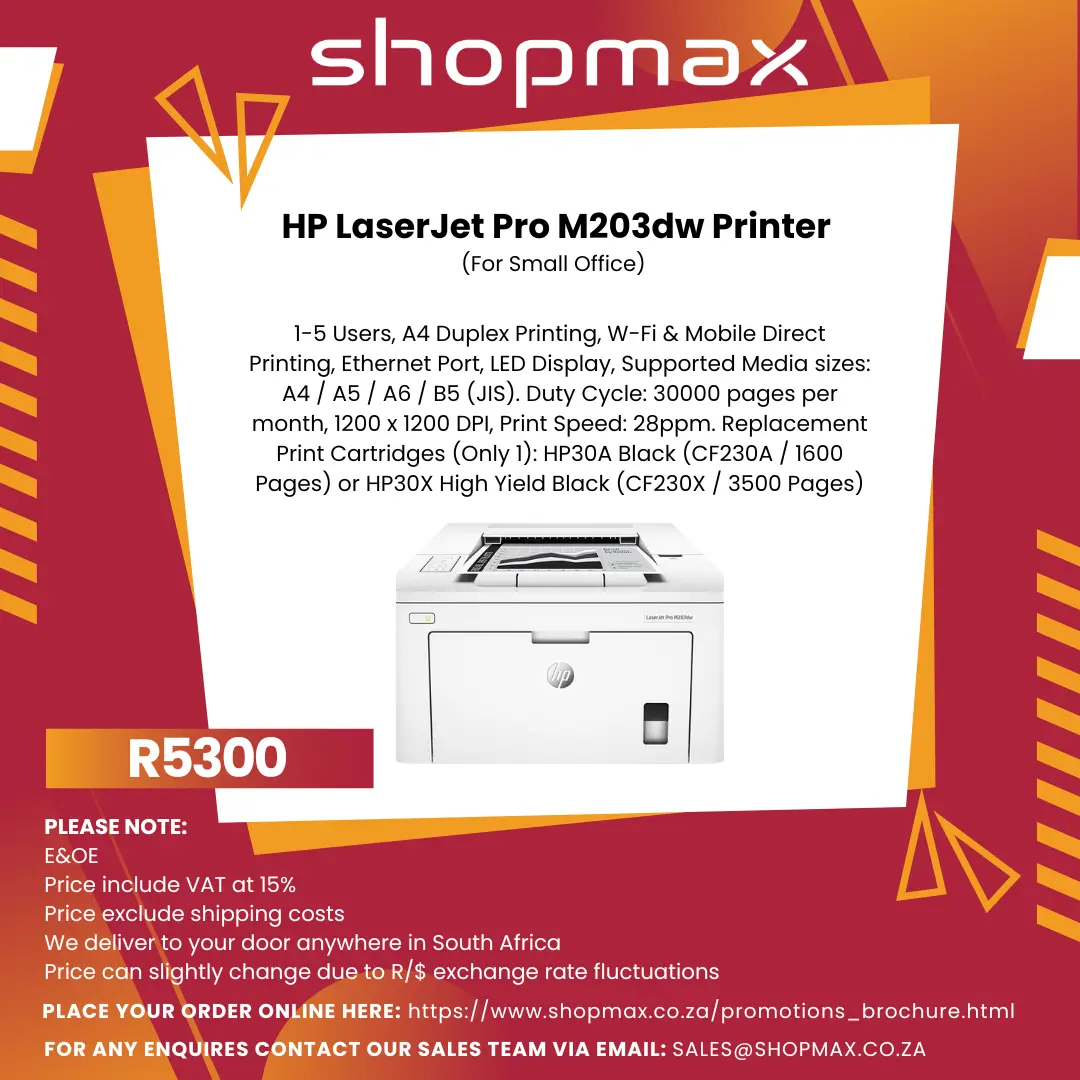 shopmax
HP LaserJet Pro M203dw Printer
(For Small Office)
1-5 Users, A4 Duplex Printing, W-Fi & Mobile Direct
Printing, Ethernet Port, LED Display, Supported Media sizes:
A4 / A5 / A6 / B5 (JIS). Duty Cycle: 30000 pages per
month, 1200 x 1200 DPI, Print Speed: 28ppm. Replacement
Print Cartridges (Only 1): HP30A Black (CF230A / 1600
Pages) or HP30X High Yield Black (CF230X / 3500 Pages)
LaserJet Pro M203dw
hp
R5300
PLEASE NOTE:
E&OE
Price include VAT at 15%
Price exclude shipping costs
We deliver to your door anywhere in South Africa
Price can slightly change due to R/$ exchange rate fluctuations
PLACE YOUR ORDER ONLINE HERE: https://www.shopmax.co.za/promotions_brochure.html
FOR ANY ENQUIRES CONTACT OUR SALES TEAM VIA EMAIL: SALES@SHOPMAX.CO.ZA